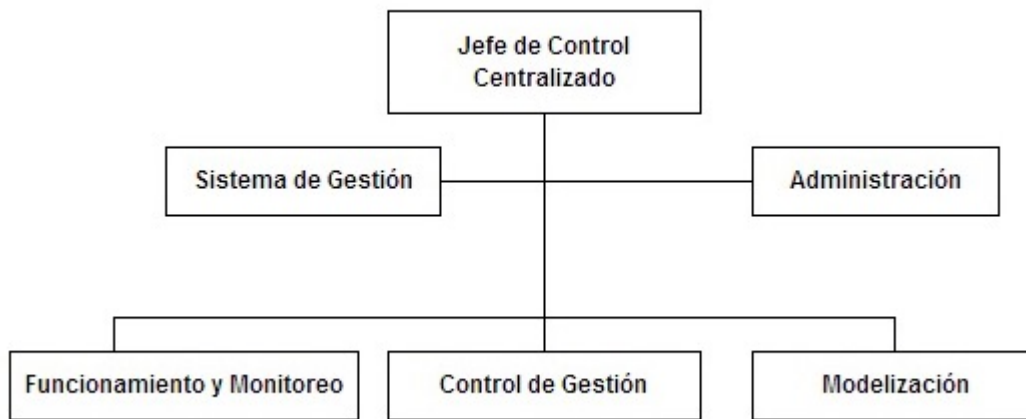 Jefe de Control
Centralizado
Sistema de Gestión
Administración
Funcionamiento y Monitoreo
Control de Gestión
Modelización